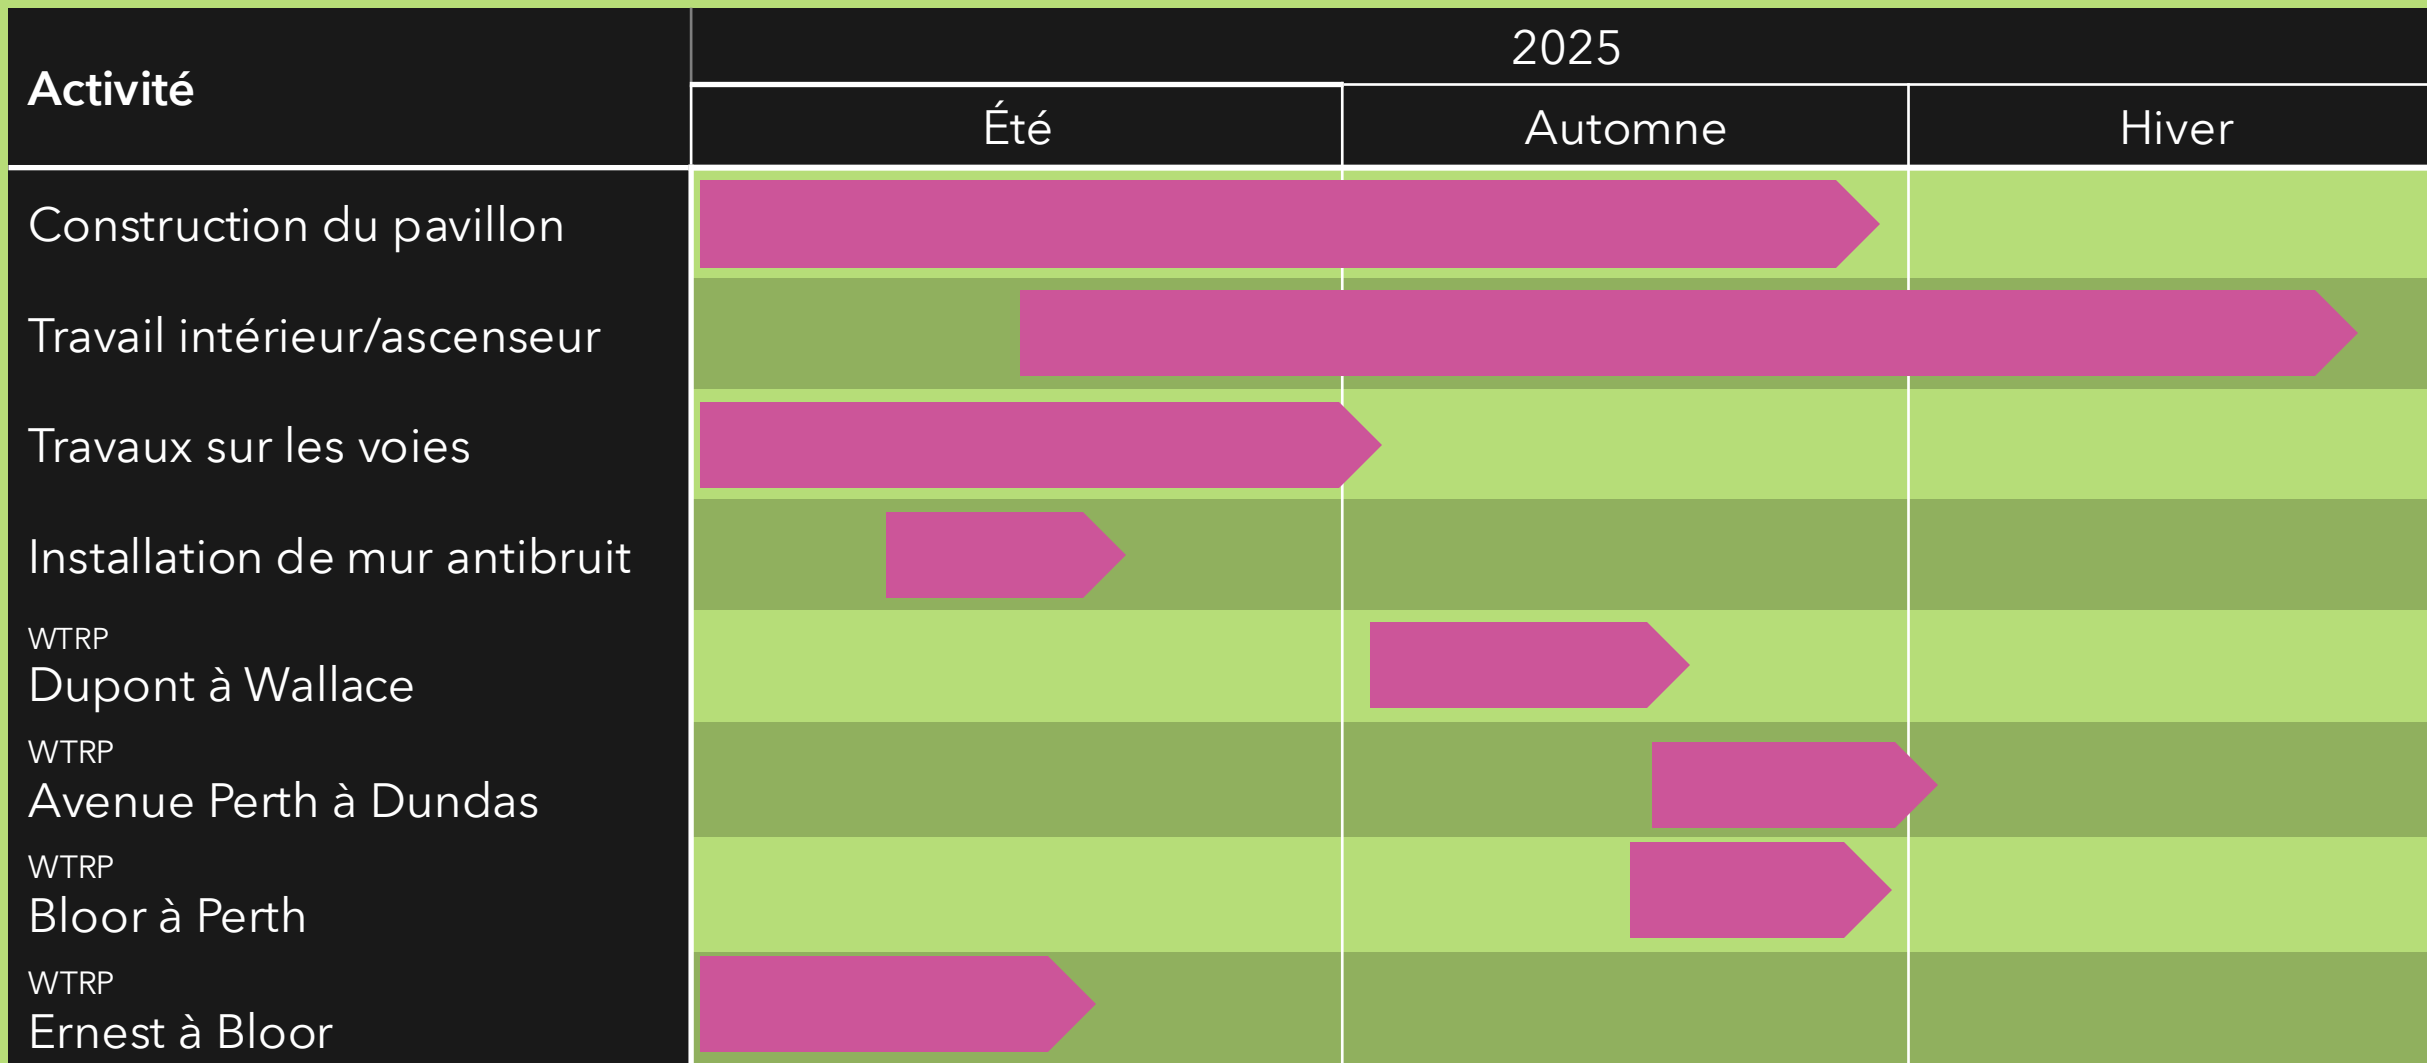 Activité
2025
Été
Automne
Hiver
Construction du pavillon
Travail intérieur/ascenseur
Travaux sur les voies
Installation de mur antibruit
WTRP
Dupont à Wallace
WTRP
Avenue Perth à Dundas
WTRP
Bloor à Perth
WTRP
Ernest à Bloor